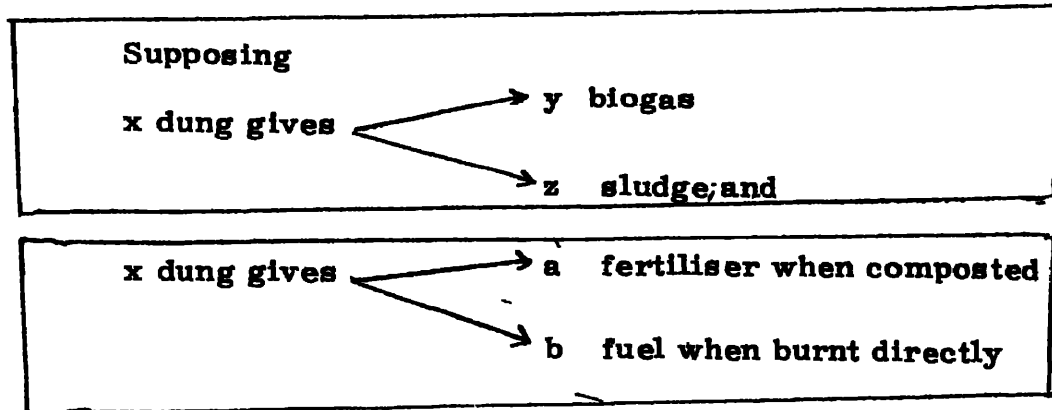 Supposing
y biogas
x dung gives
z sludge; and
a fertiliser when composted
x dung gives
b fuel when burnt directly